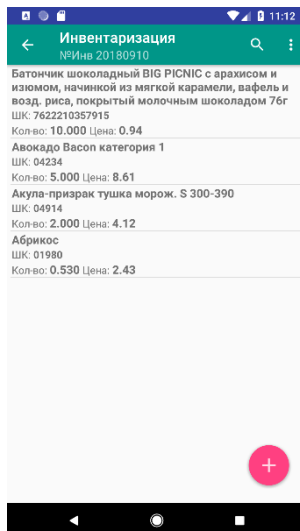 11:12
Инвентаризация
№Инв 20180910
Батончик шоколадный BIG PICNIC с арахисом и
изюмом, начинкой из мягкой карамели, вафель и
возд. риса, покрытый молочным шоколадом 76г
ШК: 7622210357915
Кол-во: 10.000 Цена: 0.94
Авокадо Bacon категория 1
ШК: 04234
Кол-во: 5.000 Цена: 8.61
Акула-призрак тушка морож. S 300-390
ШК: 04914
Кол-во: 2.000 Цена: 4.12
Абрикос
ШК: 01980
Кол-во: 0.530 Цена: 2.43